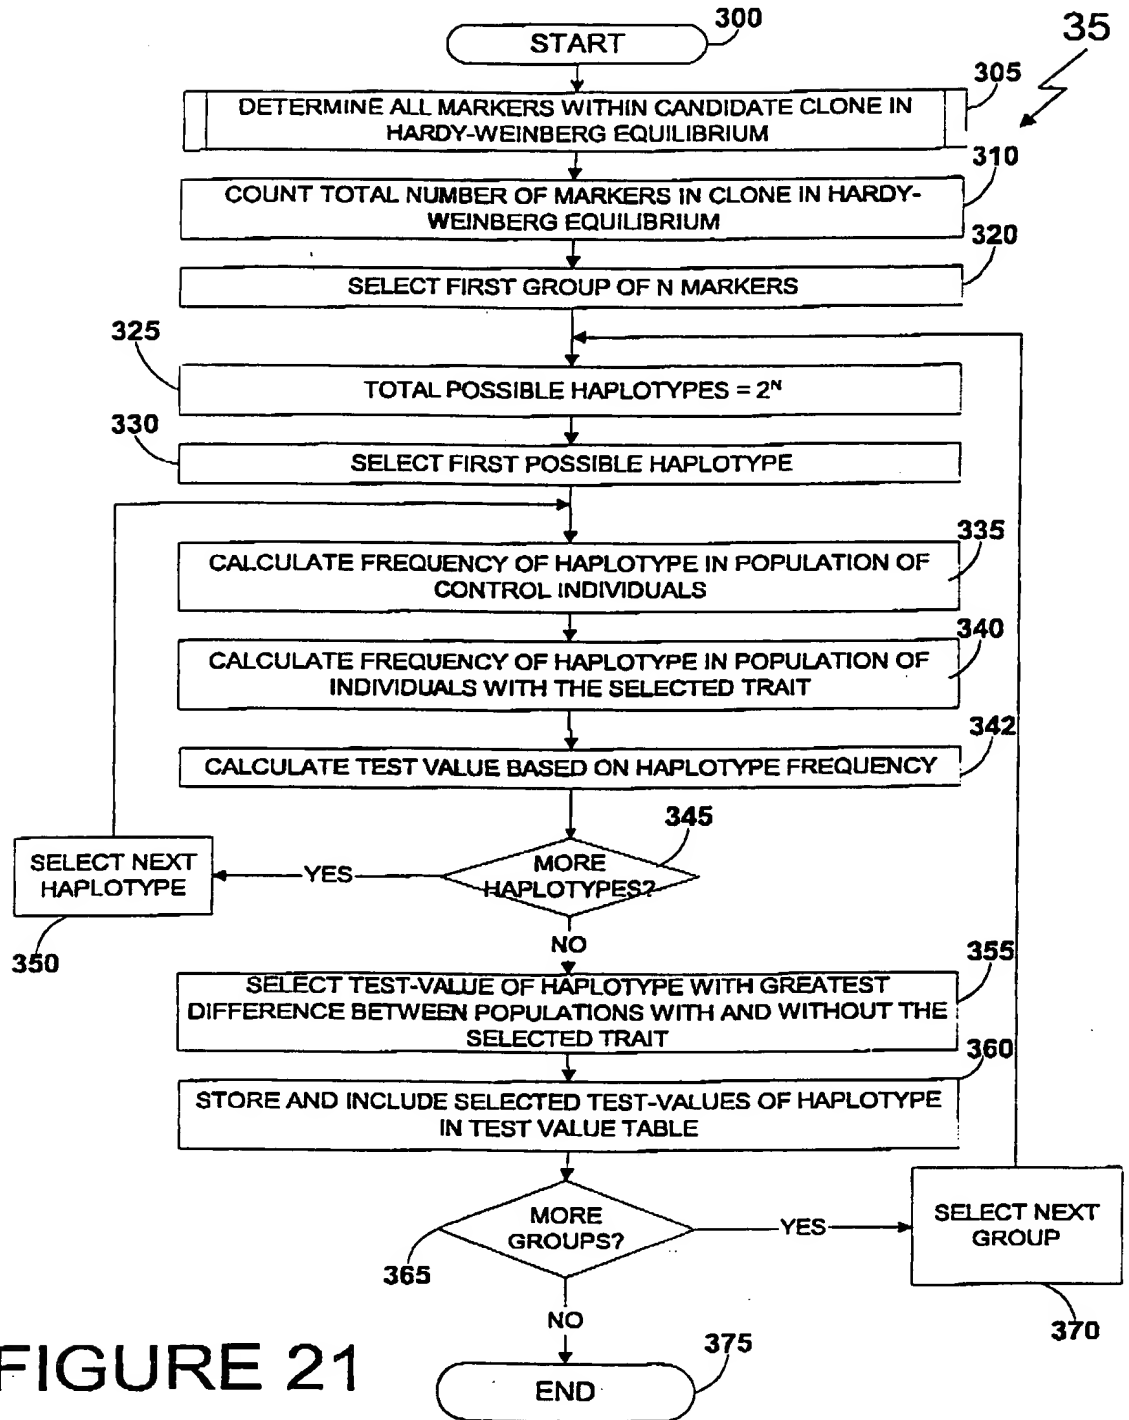 300
START
35
305
DETERMINE ALL MARKERS WITHIN CANDIDATE CLONE IN
HARDY-WEINBERG EQUILIBRIUM
310
COUNT TOTAL NUMBER OF MARKERS IN CLONE IN HARDY-
WEINBERG EQUILIBRIUM
320
SELECT FIRST GROUP OF N MARKERS
325
TOTAL POSSIBLE HAPLOTYPES = 2ᴺ
330
SELECT FIRST POSSIBLE HAPLOTYPE
335
CALCULATE FREQUENCY OF HAPLOTYPE IN POPULATION OF
CONTROL INDIVIDUALS
340
CALCULATE FREQUENCY OF HAPLOTYPE IN POPULATION OF
INDIVIDUALS WITH THE SELECTED TRAIT
342
CALCULATE TEST VALUE BASED ON HAPLOTYPE FREQUENCY
345
MORE
HAPLOTYPES?
YES
SELECT NEXT
HAPLOTYPE
350
NO
355
SELECT TEST-VALUE OF HAPLOTYPE WITH GREATEST
DIFFERENCE BETWEEN POPULATIONS WITH AND WITHOUT THE
SELECTED TRAIT
360
STORE AND INCLUDE SELECTED TEST-VALUES OF HAPLOTYPE
IN TEST VALUE TABLE
MORE
GROUPS?
365
YES
SELECT NEXT
GROUP
370
NO
375
END
FIGURE 21